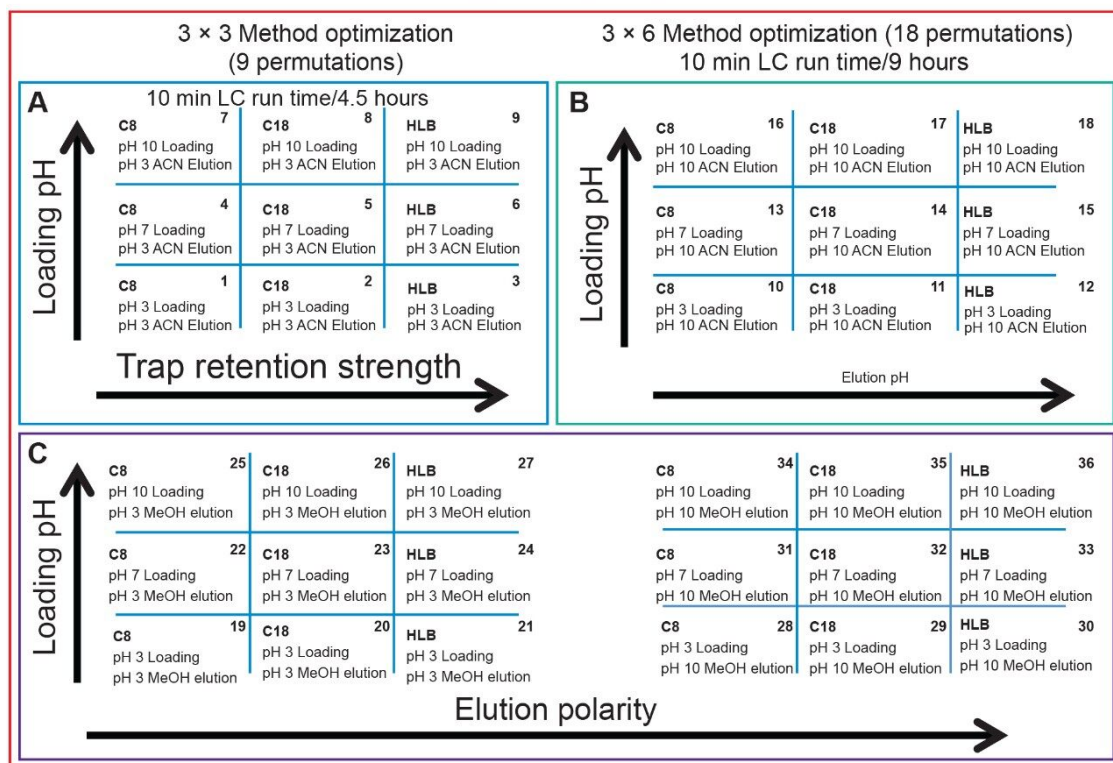 3 × 3 Method optimization
(9 permutations)
3 × 6 Method optimization (18 permutations)
10 min LC run time/9 hours
A
10 min LC run time/4.5 hours
Loading pH
C8 7
pH 10 Loading
pH 3 ACN Elution
C18 8
pH 10 Loading
pH 3 ACN Elution
HLB 9
pH 10 Loading
pH 3 ACN Elution
C8 4
pH 7 Loading
pH 3 ACN Elution
C18 5
pH 7 Loading
pH 3 ACN Elution
HLB 6
pH 7 Loading
pH 3 ACN Elution
C8 1
pH 3 Loading
pH 3 ACN Elution
C18 2
pH 3 Loading
pH 3 ACN Elution
HLB 3
pH 3 Loading
pH 3 ACN Elution
Trap retention strength
B
Loading pH
C8 16
pH 10 Loading
pH 10 ACN Elution
C18 17
pH 10 Loading
pH 10 ACN Elution
HLB 18
pH 10 Loading
pH 10 ACN Elution
C8 13
pH 7 Loading
pH 10 ACN Elution
C18 14
pH 7 Loading
pH 10 ACN Elution
HLB 15
pH 7 Loading
pH 10 ACN Elution
C8 10
pH 3 Loading
pH 10 ACN Elution
C18 11
pH 3 Loading
pH 10 ACN Elution
HLB 12
pH 3 Loading
pH 10 ACN Elution
Elution pH
C
Loading pH
C8 25
pH 10 Loading
pH 3 MeOH elution
C18 26
pH 10 Loading
pH 3 MeOH elution
HLB 27
pH 10 Loading
pH 3 MeOH elution
C8 22
pH 7 Loading
pH 3 MeOH elution
C18 23
pH 7 Loading
pH 3 MeOH elution
HLB 24
pH 7 Loading
pH 3 MeOH elution
C8 19
pH 3 Loading
pH 3 MeOH elution
C18 20
pH 3 Loading
pH 3 MeOH elution
HLB 21
pH 3 Loading
pH 3 MeOH elution
C8 34
pH 10 Loading
pH 10 MeOH elution
C18 35
pH 10 Loading
pH 10 MeOH elution
HLB 36
pH 10 Loading
pH 10 MeOH elution
C8 31
pH 7 Loading
pH 10 MeOH elution
C18 32
pH 7 Loading
pH 10 MeOH elution
HLB 33
pH 7 Loading
pH 10 MeOH elution
C8 28
pH 3 Loading
pH 10 MeOH elution
C18 29
pH 3 Loading
pH 10 MeOH elution
HLB 30
pH 3 Loading
pH 10 MeOH elution
Elution polarity